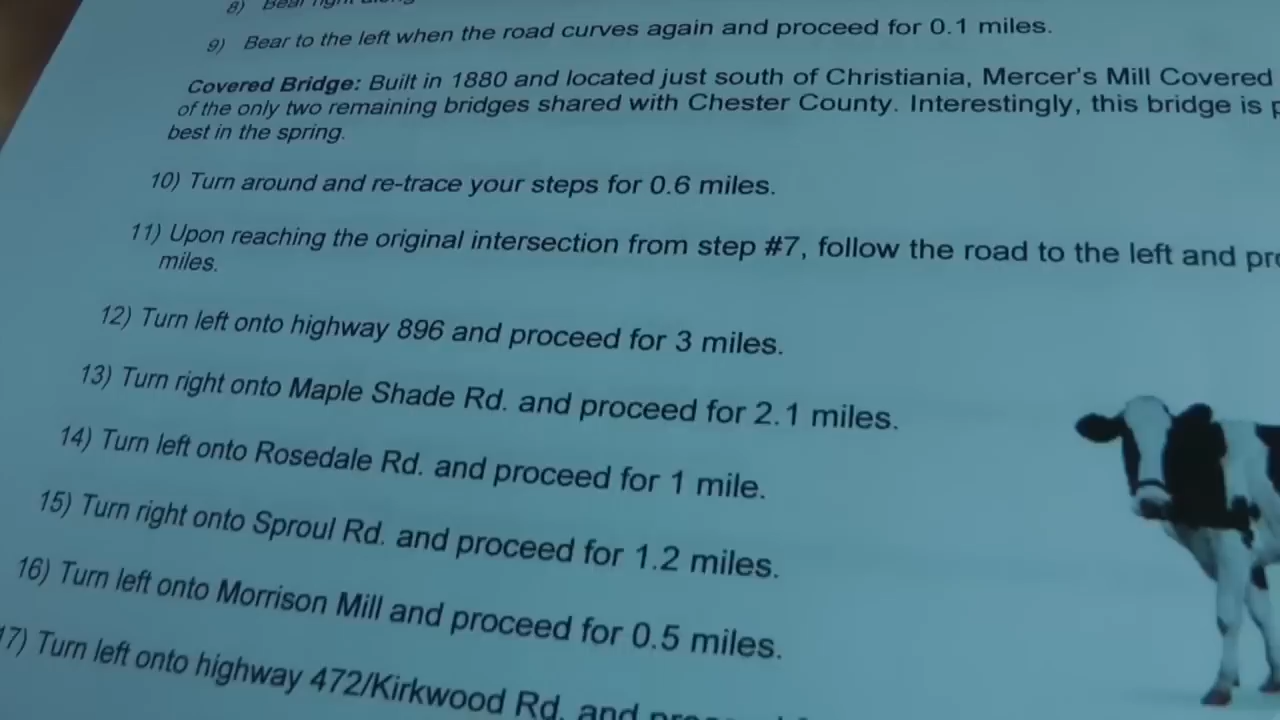 8) Bear right along
9) Bear to the left when the road curves again and proceed for 0.1 miles.
Covered Bridge: Built in 1880 and located just south of Christiania, Mercer's Mill Covered
of the only two remaining bridges shared with Chester County. Interestingly, this bridge is
best in the spring.
10) Turn around and re-trace your steps for 0.6 miles.
11) Upon reaching the original intersection from step #7, follow the road to the left and
miles.
12) Turn left onto highway 896 and proceed for 3 miles.
13) Turn right onto Maple Shade Rd. and proceed for 2.1 miles.
14) Turn left onto Rosedale Rd. and proceed for 1 mile.
15) Turn right onto Sproul Rd. and proceed for 1.2 miles.
16) Turn left onto Morrison Mill and proceed for 0.5 miles.
17) Turn left onto highway 472/Kirkwood Rd. and